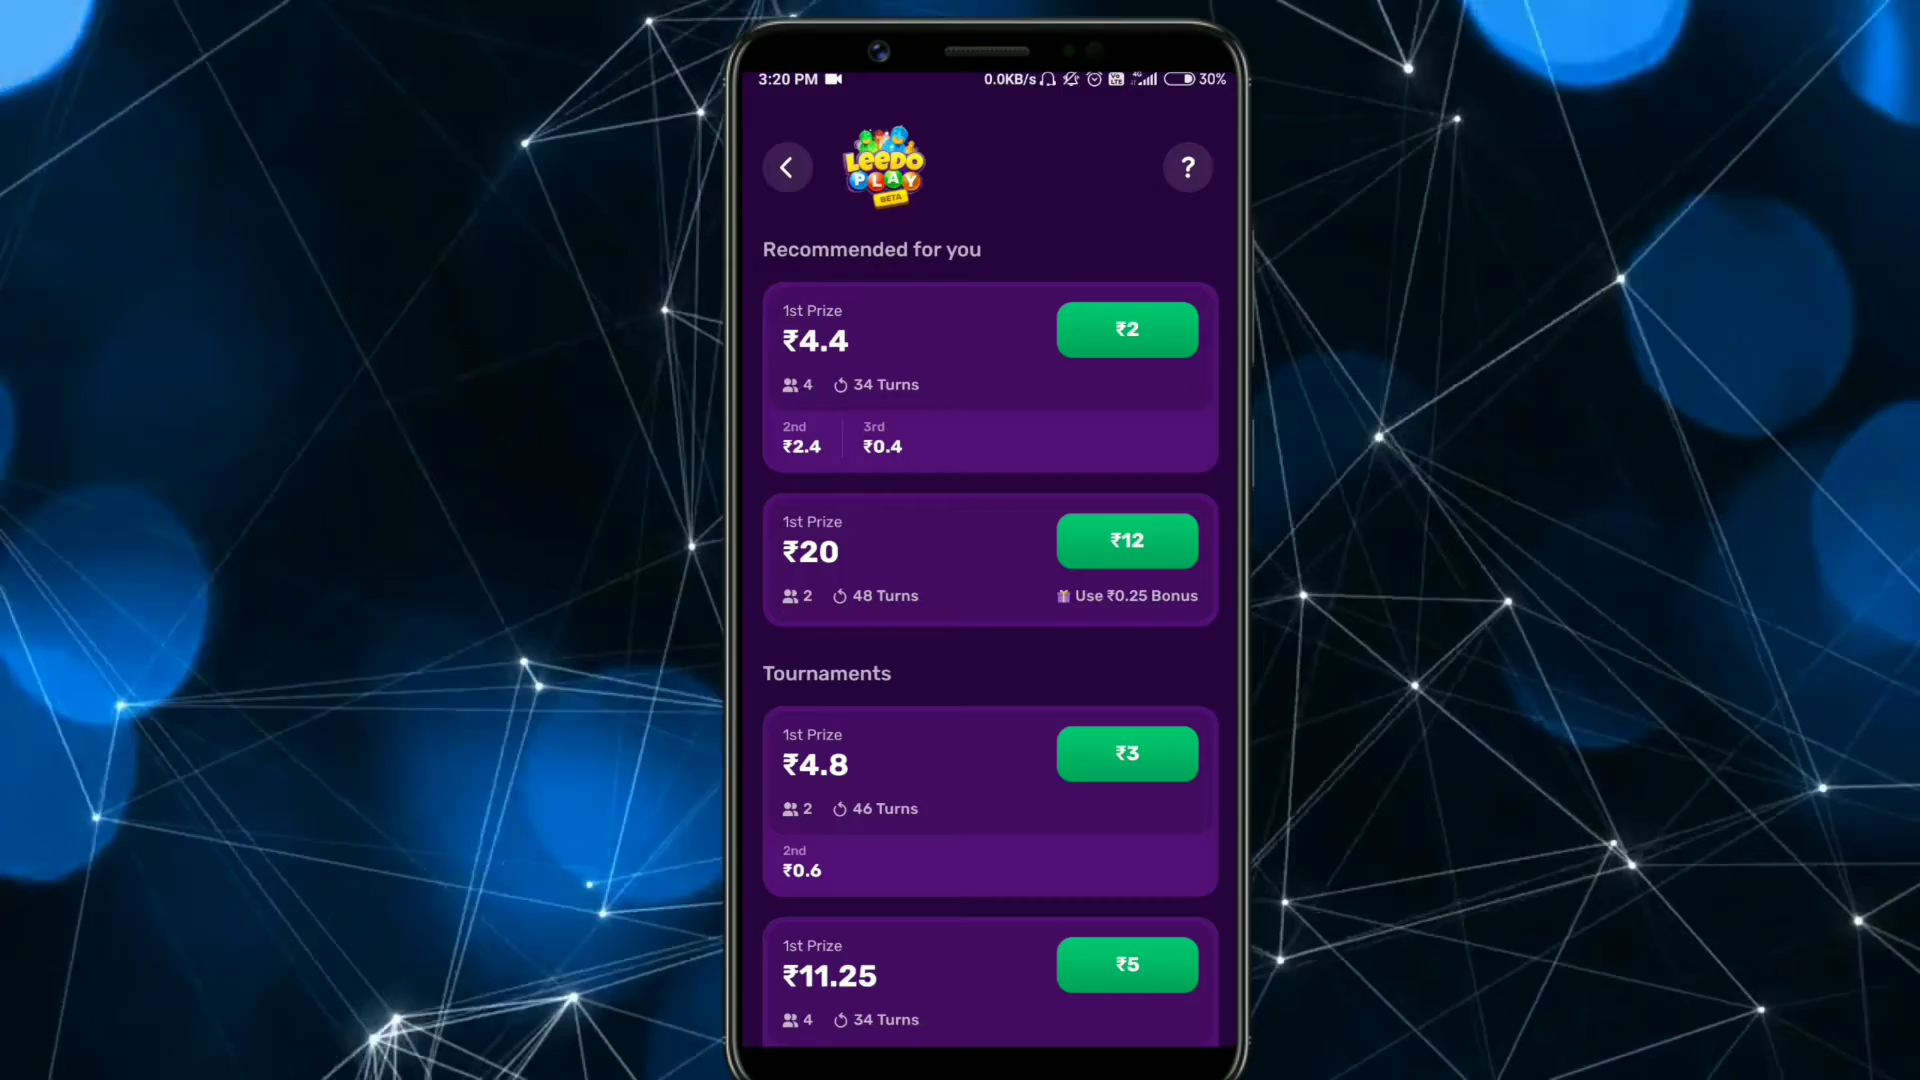 3:20 PM
0.0KB/s
4G
30%
LEEDO
PLAY
BETA
?
Recommended for you
1st Prize
₹4.4
₹2
4
34 Turns
2nd
3rd
₹2.4
₹0.4
1st Prize
₹20
₹12
2
48 Turns
Use ₹0.25 Bonus
Tournaments
1st Prize
₹4.8
₹3
2
46 Turns
2nd
₹0.6
1st Prize
₹11.25
₹5
4
34 Turns